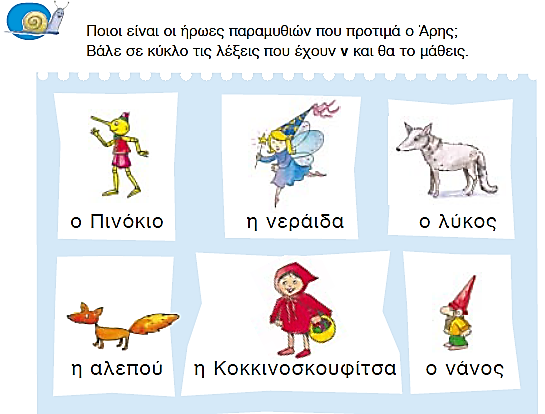 Ποιοι είναι οι ήρωες παραμυθιών που προτιμά ο Άρης;
Βάλε σε κύκλο τις λέξεις που έχουν ν και θα το μάθεις.
ο Πινόκιο
η νεράιδα
ο λύκος
η αλεπού
η Κοκκινοσκουφίτσα
ο νάνος